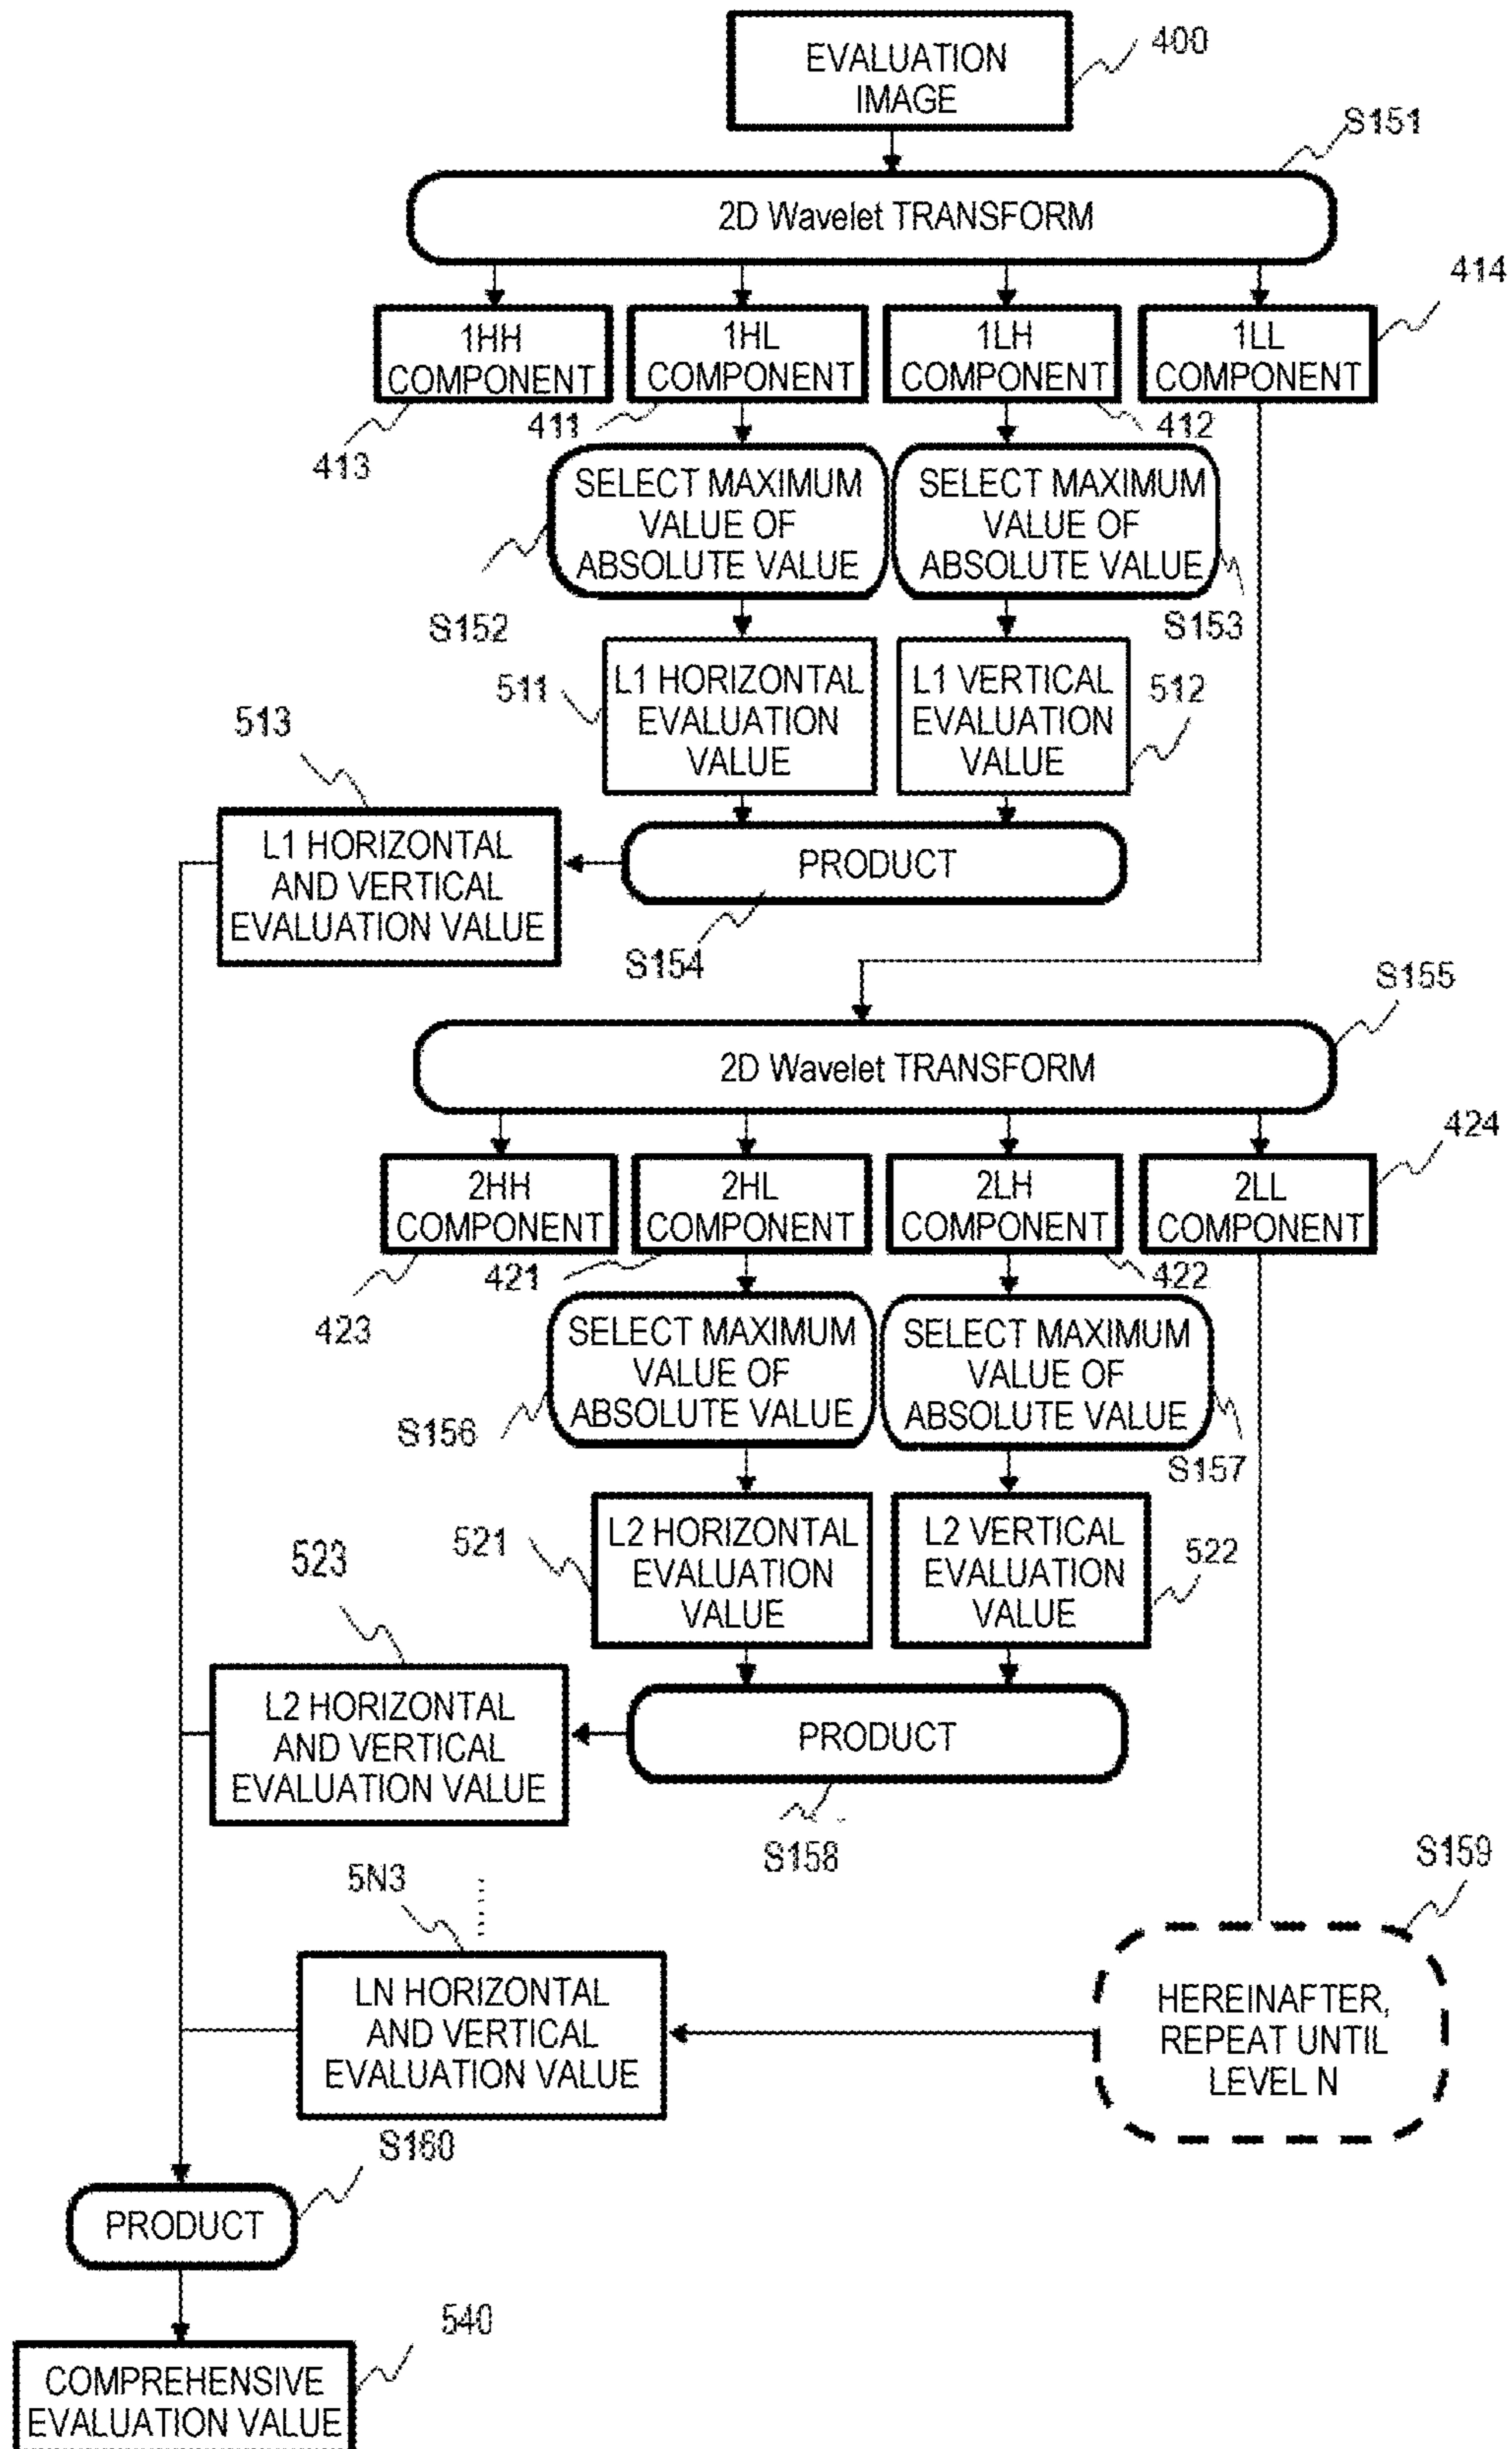 EVALUATION
IMAGE
400
S151
2D Wavelet TRANSFORM
414
1HH
COMPONENT
1HL
COMPONENT
1LH
COMPONENT
1LL
COMPONENT
413
411
412
SELECT MAXIMUM
VALUE OF
ABSOLUTE VALUE
SELECT MAXIMUM
VALUE OF
ABSOLUTE VALUE
S152
S153
511
L1 HORIZONTAL
EVALUATION
VALUE
L1 VERTICAL
EVALUATION
VALUE
512
513
L1 HORIZONTAL
AND VERTICAL
EVALUATION VALUE
PRODUCT
S154
S155
2D Wavelet TRANSFORM
424
2HH
COMPONENT
2HL
COMPONENT
2LH
COMPONENT
2LL
COMPONENT
423
421
422
SELECT MAXIMUM
VALUE OF
ABSOLUTE VALUE
SELECT MAXIMUM
VALUE OF
ABSOLUTE VALUE
S156
S157
521
L2 HORIZONTAL
EVALUATION
VALUE
L2 VERTICAL
EVALUATION
VALUE
522
523
L2 HORIZONTAL
AND VERTICAL
EVALUATION VALUE
PRODUCT
S158
S159
5N3
LN HORIZONTAL
AND VERTICAL
EVALUATION VALUE
HEREINAFTER,
REPEAT UNTIL
LEVEL N
S160
PRODUCT
540
COMPREHENSIVE
EVALUATION VALUE